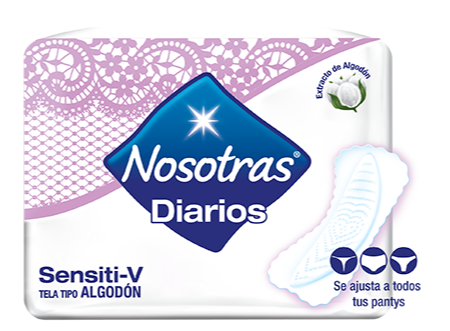 Extracto de Algodón
Nosotras®
Diarios
Sensiti-V
TELA TIPO ALGODÓN
Se ajusta a todos
tus pantys